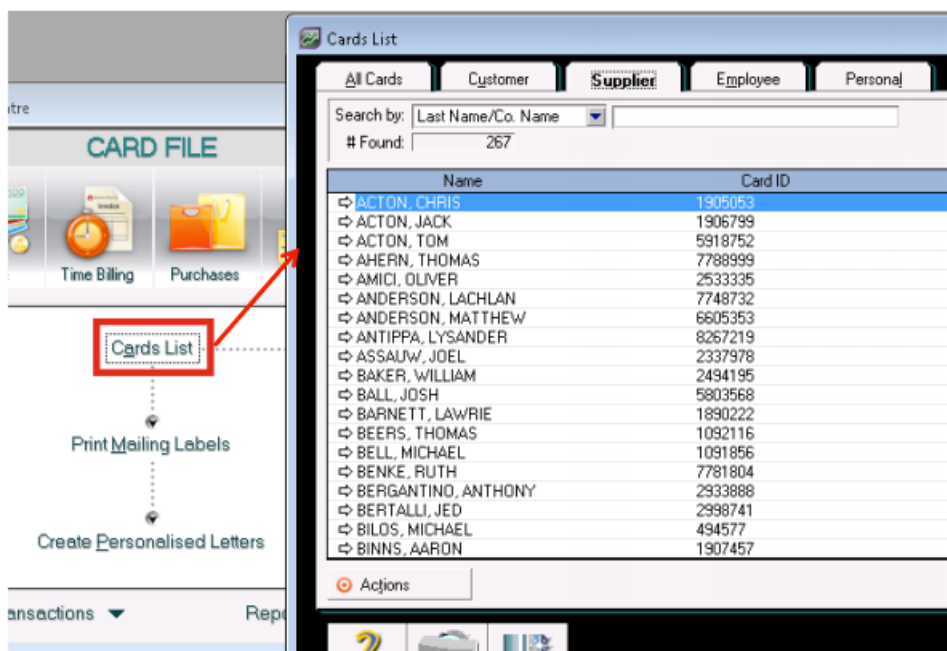 Cards List
All Cards Customer Supplier Employee Personal
Search by: Last Name/Co. Name
# Found: 267
Name Card ID
ACTON, CHRIS 1905053
ACTON, JACK 1906799
ACTON, TOM 5918752
AHERN, THOMAS 7788999
AMICI, OLIVER 2533335
ANDERSON, LACHLAN 7748732
ANDERSON, MATTHEW 6605353
ANTIPPA, LYSANDER 8267219
ASSAUW, JOEL 2337978
BAKER, WILLIAM 2494195
BALL, JOSH 5803568
BARNETT, LAWRIE 1890222
BEERS, THOMAS 1092116
BELL, MICHAEL 1091856
BENKE, RUTH 7781804
BERGANTINO, ANTHONY 2933888
BERTALLI, JED 2998741
BILOS, MICHAEL 494577
BINNS, AARON 1907457
Actions
ntre
CARD FILE
Time Billing Purchases
Cards List
Print Mailing Labels
Create Personalised Letters
ansactions Repo